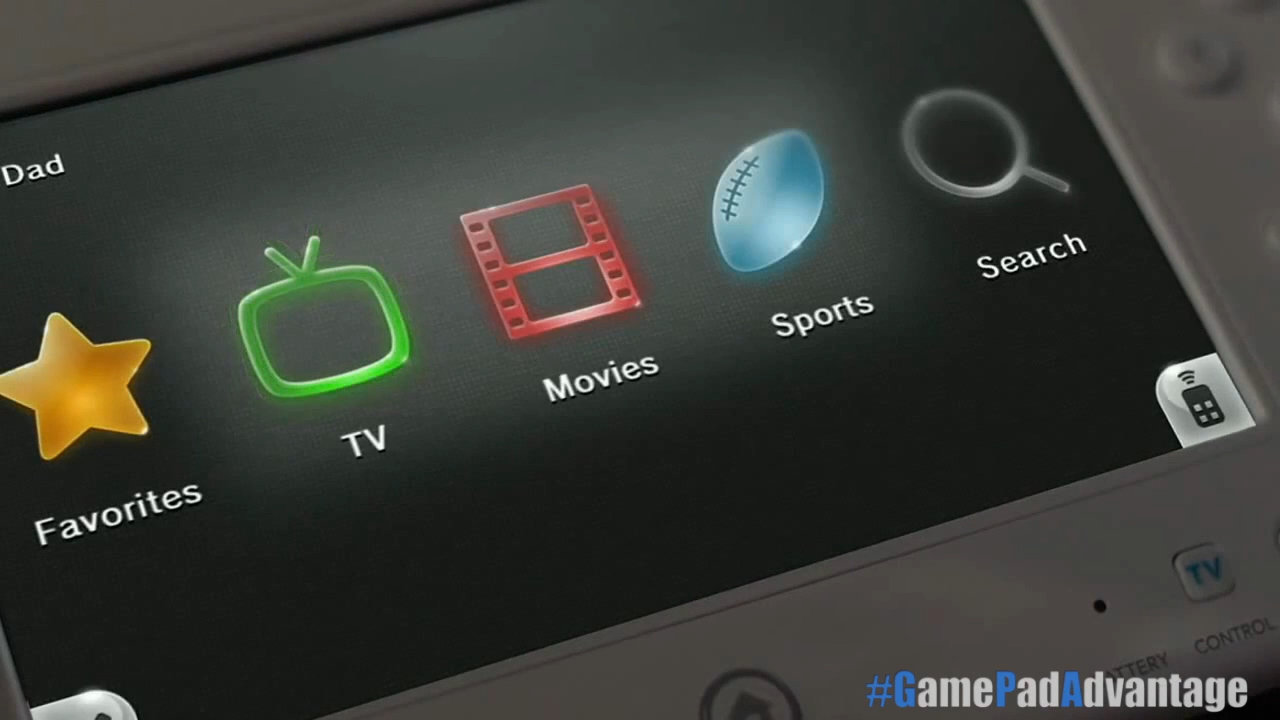 Dad
Favorites
TV
Movies
Sports
Search
TV
CONTROL
#GamePadAdvantage